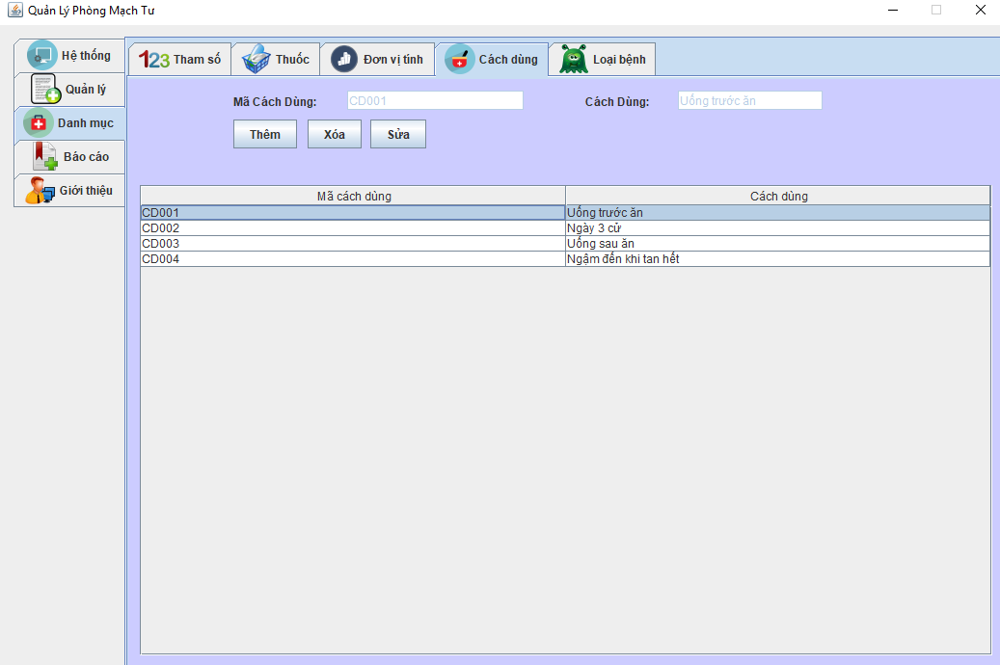 Quản Lý Phòng Mạch Tư
Hệ thống
Quản lý
Danh mục
Báo cáo
Giới thiệu
123 Tham số Thuốc Đơn vị tính Cách dùng Loại bệnh
Mã Cách Dùng: CD001 Cách Dùng: Uống trước ăn
Thêm Xóa Sửa
Mã cách dùng Cách dùng
CD001 Uống trước ăn
CD002 Ngày 3 cử
CD003 Uống sau ăn
CD004 Ngậm đến khi tan hết